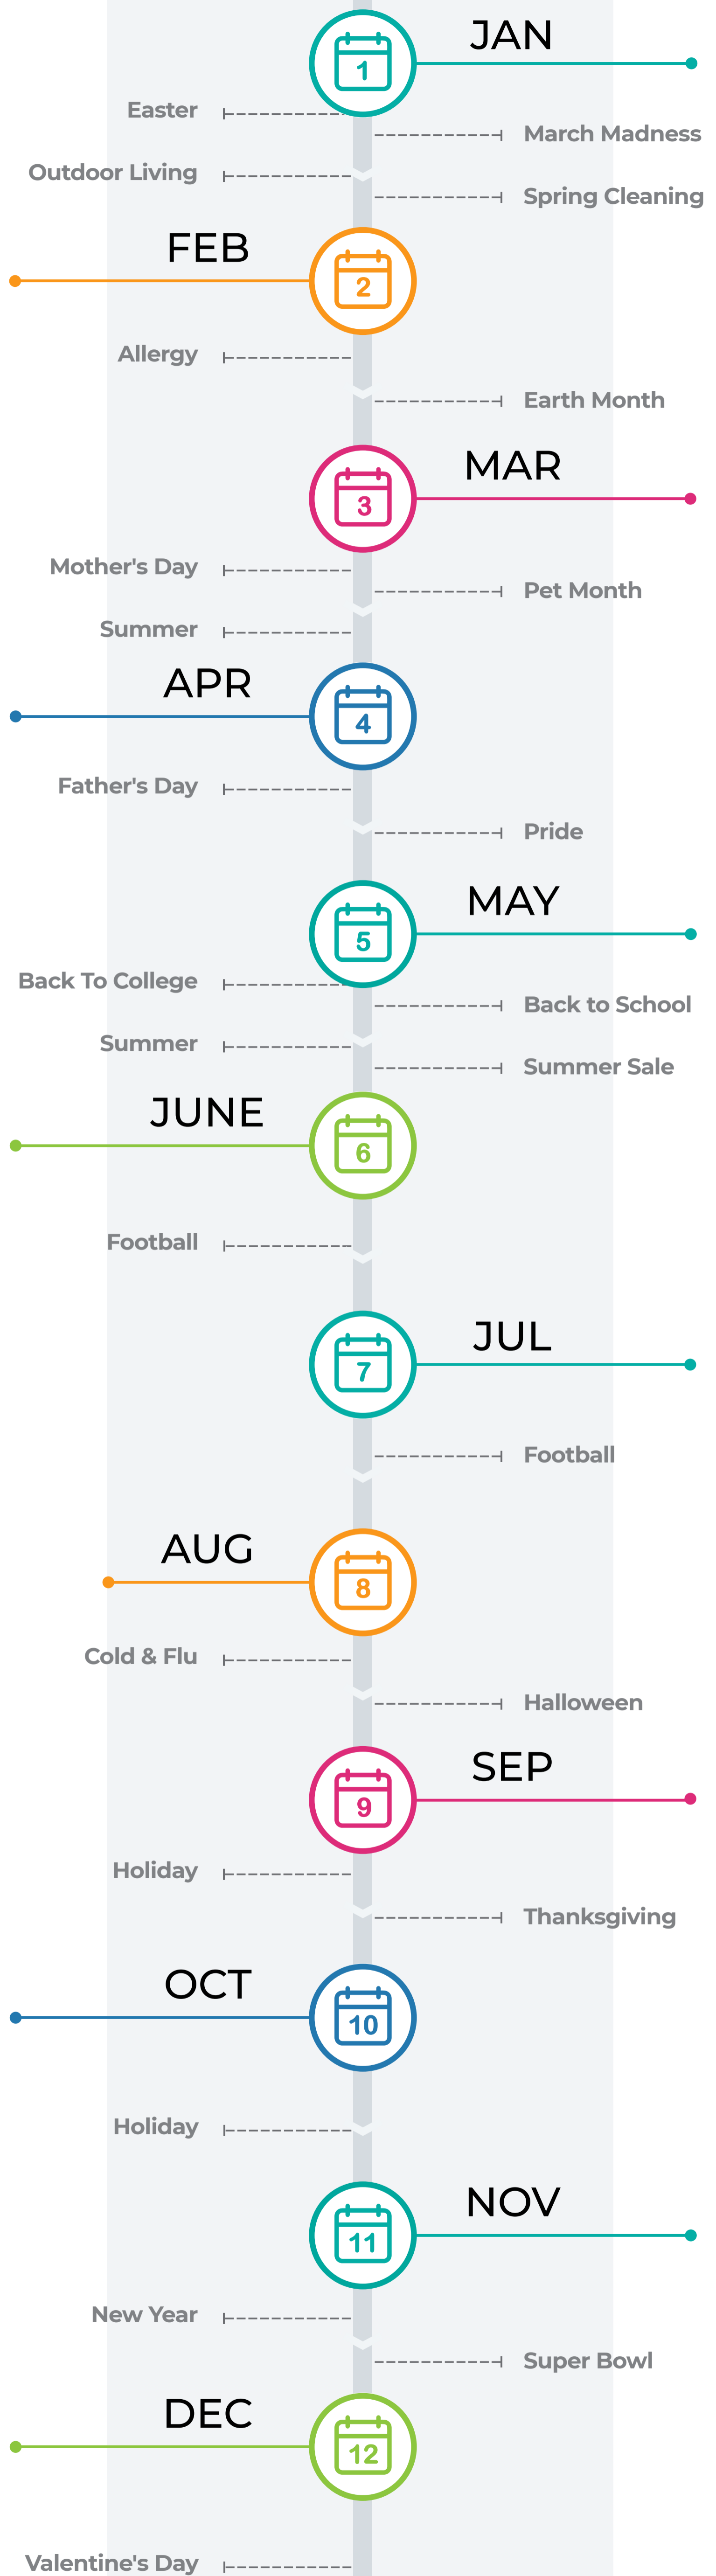 JAN
1
Easter
March Madness
Outdoor Living
Spring Cleaning
FEB
2
Allergy
Earth Month
MAR
3
Mother's Day
Pet Month
Summer
APR
4
Father's Day
Pride
MAY
5
Back To College
Back to School
Summer
Summer Sale
JUNE
6
Football
JUL
7
Football
AUG
8
Cold & Flu
Halloween
SEP
9
Holiday
Thanksgiving
OCT
10
Holiday
NOV
11
New Year
Super Bowl
DEC
12
Valentine's Day